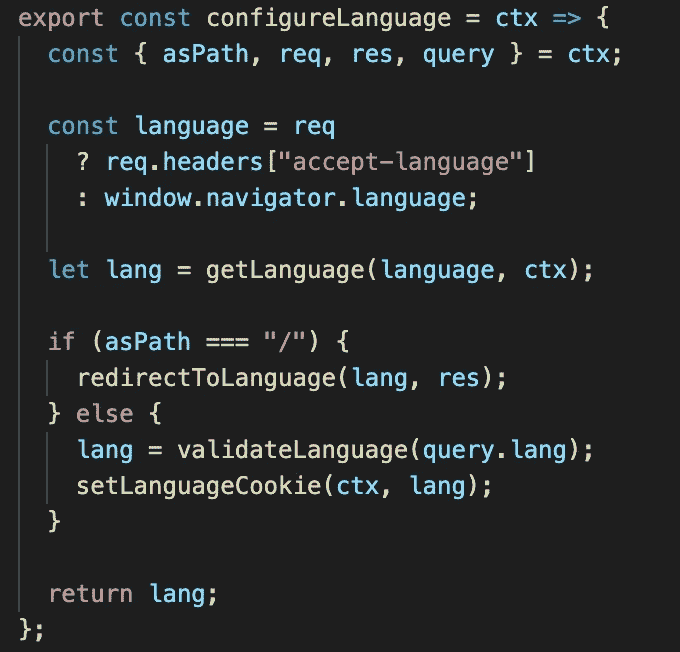 export const configureLanguage = ctx => {
const { asPath, req, res, query } = ctx;
const language = req
? req.headers["accept-language"]
: window.navigator.language;
let lang = getLanguage(language, ctx);
if (asPath === "/") {
redirectToLanguage(lang, res);
} else {
lang = validateLanguage(query.lang);
setLanguageCookie(ctx, lang);
}
return lang;
};